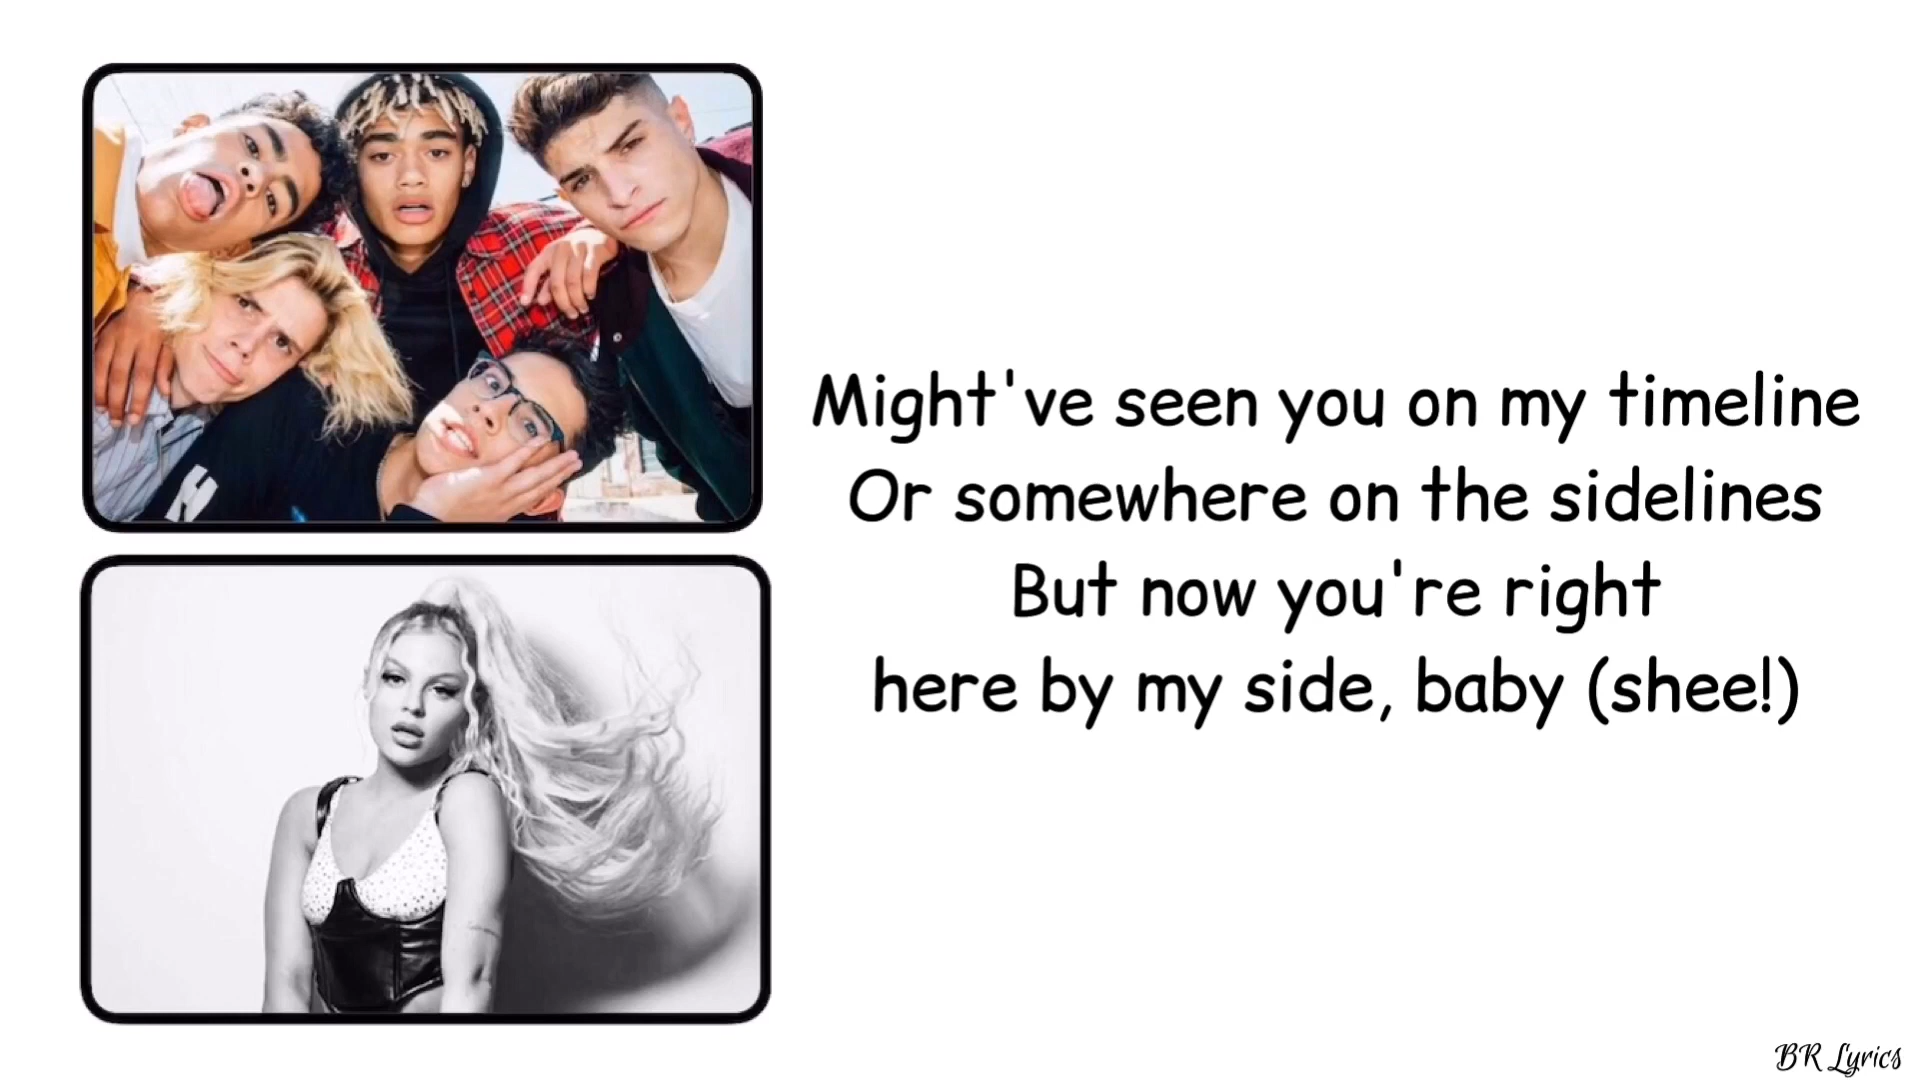 Might've seen you on my timeline
Or somewhere on the sidelines
But now you're right
here by my side, baby (shee!)
BR Lyrics